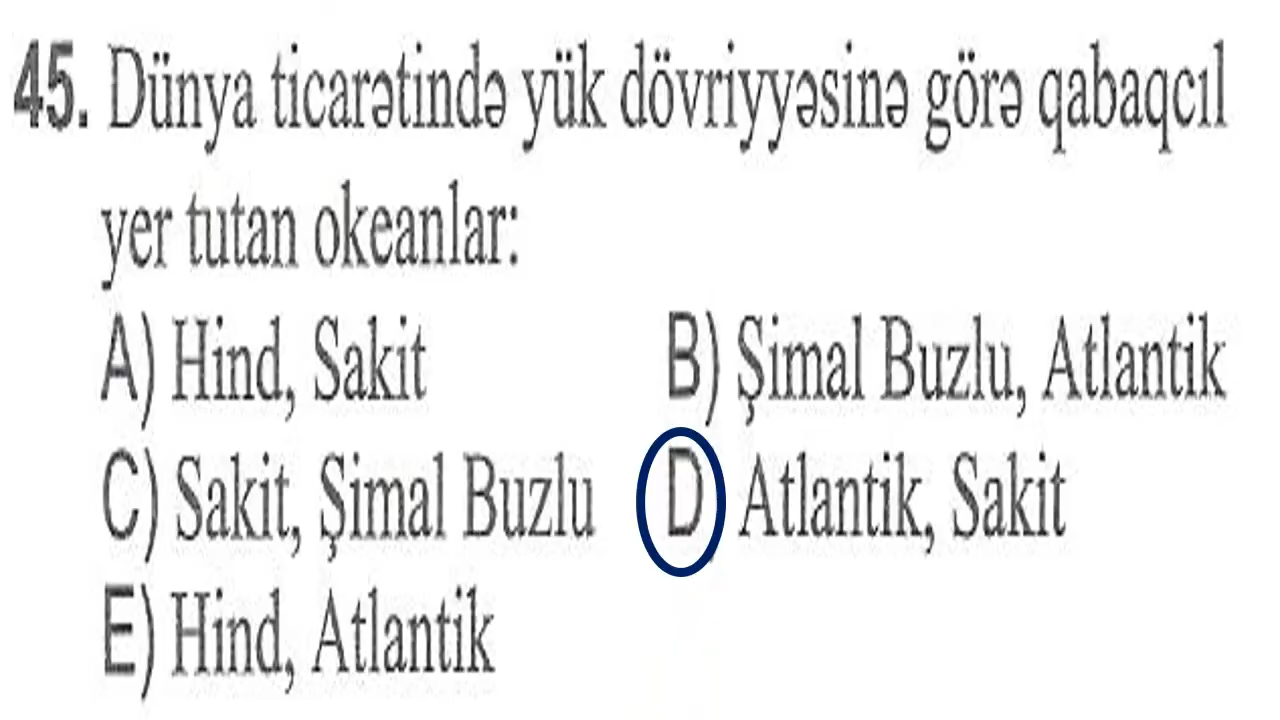 45. Dünya ticarətində yük dövriyyəsinə görə qabaqcıl
yer tutan okeanlar:
A) Hind, Sakit B) Şimal Buzlu, Atlantik
C) Sakit, Şimal Buzlu D) Atlantik, Sakit
E) Hind, Atlantik